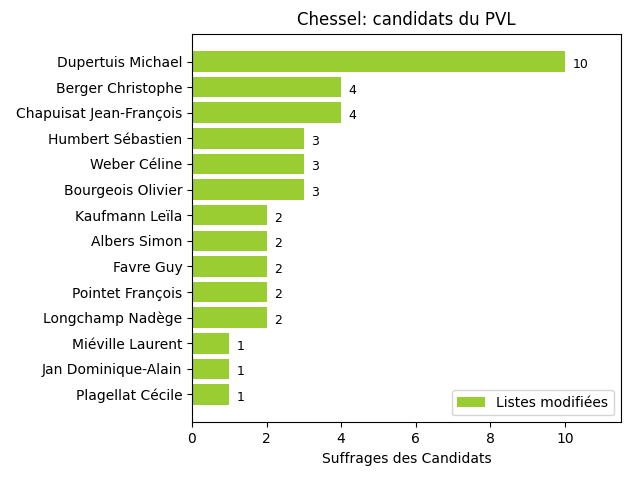 Chessel: candidats du PVL
Dupertuis Michael 10
Berger Christophe 4
Chapuisat Jean-François 4
Humbert Sébastien 3
Weber Céline 3
Bourgeois Olivier 3
Kaufmann Leïla 2
Albers Simon 2
Favre Guy 2
Pointet François 2
Longchamp Nadège 2
Miéville Laurent 1
Jan Dominique-Alain 1
Plagellat Cécile 1
Listes modifiées
0 2 4 6 8 10
Suffrages des Candidats